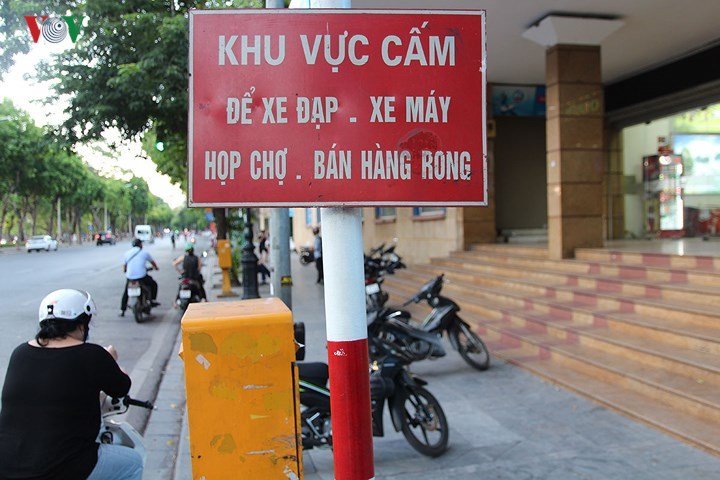 VOV
KHU VỰC CẤM
ĐỂ XE ĐẠP . XE MÁY
HỌP CHỢ . BÁN HÀNG RONG